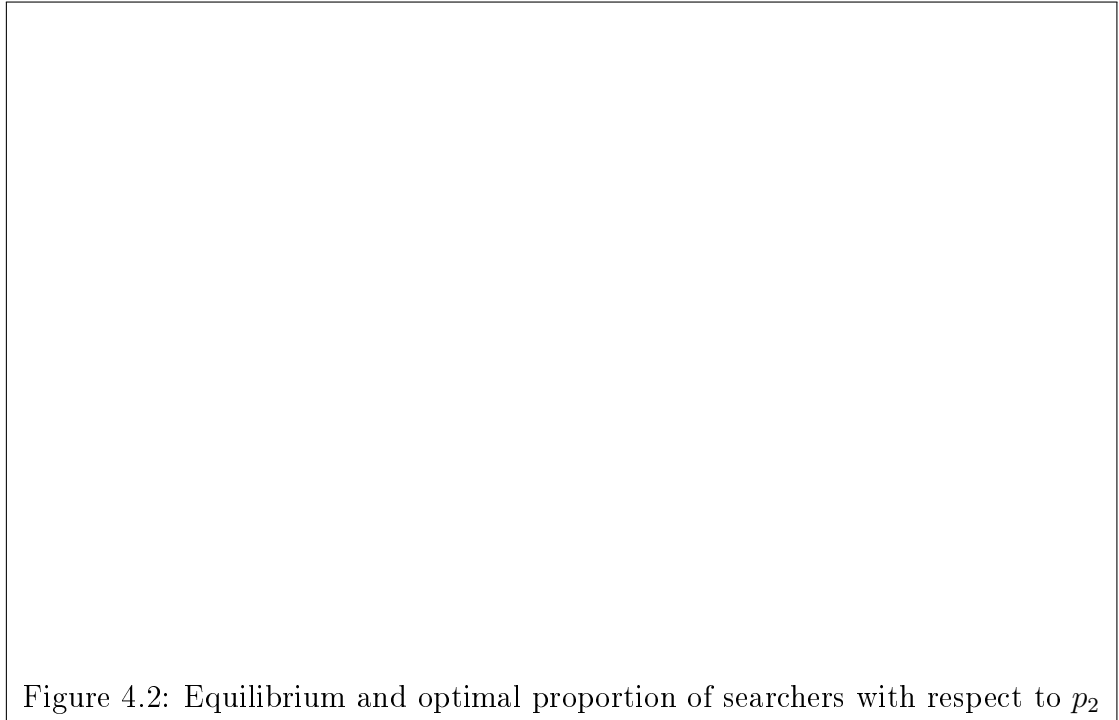 Figure 4.2: Equilibrium and optimal proportion of searchers with respect to p₂